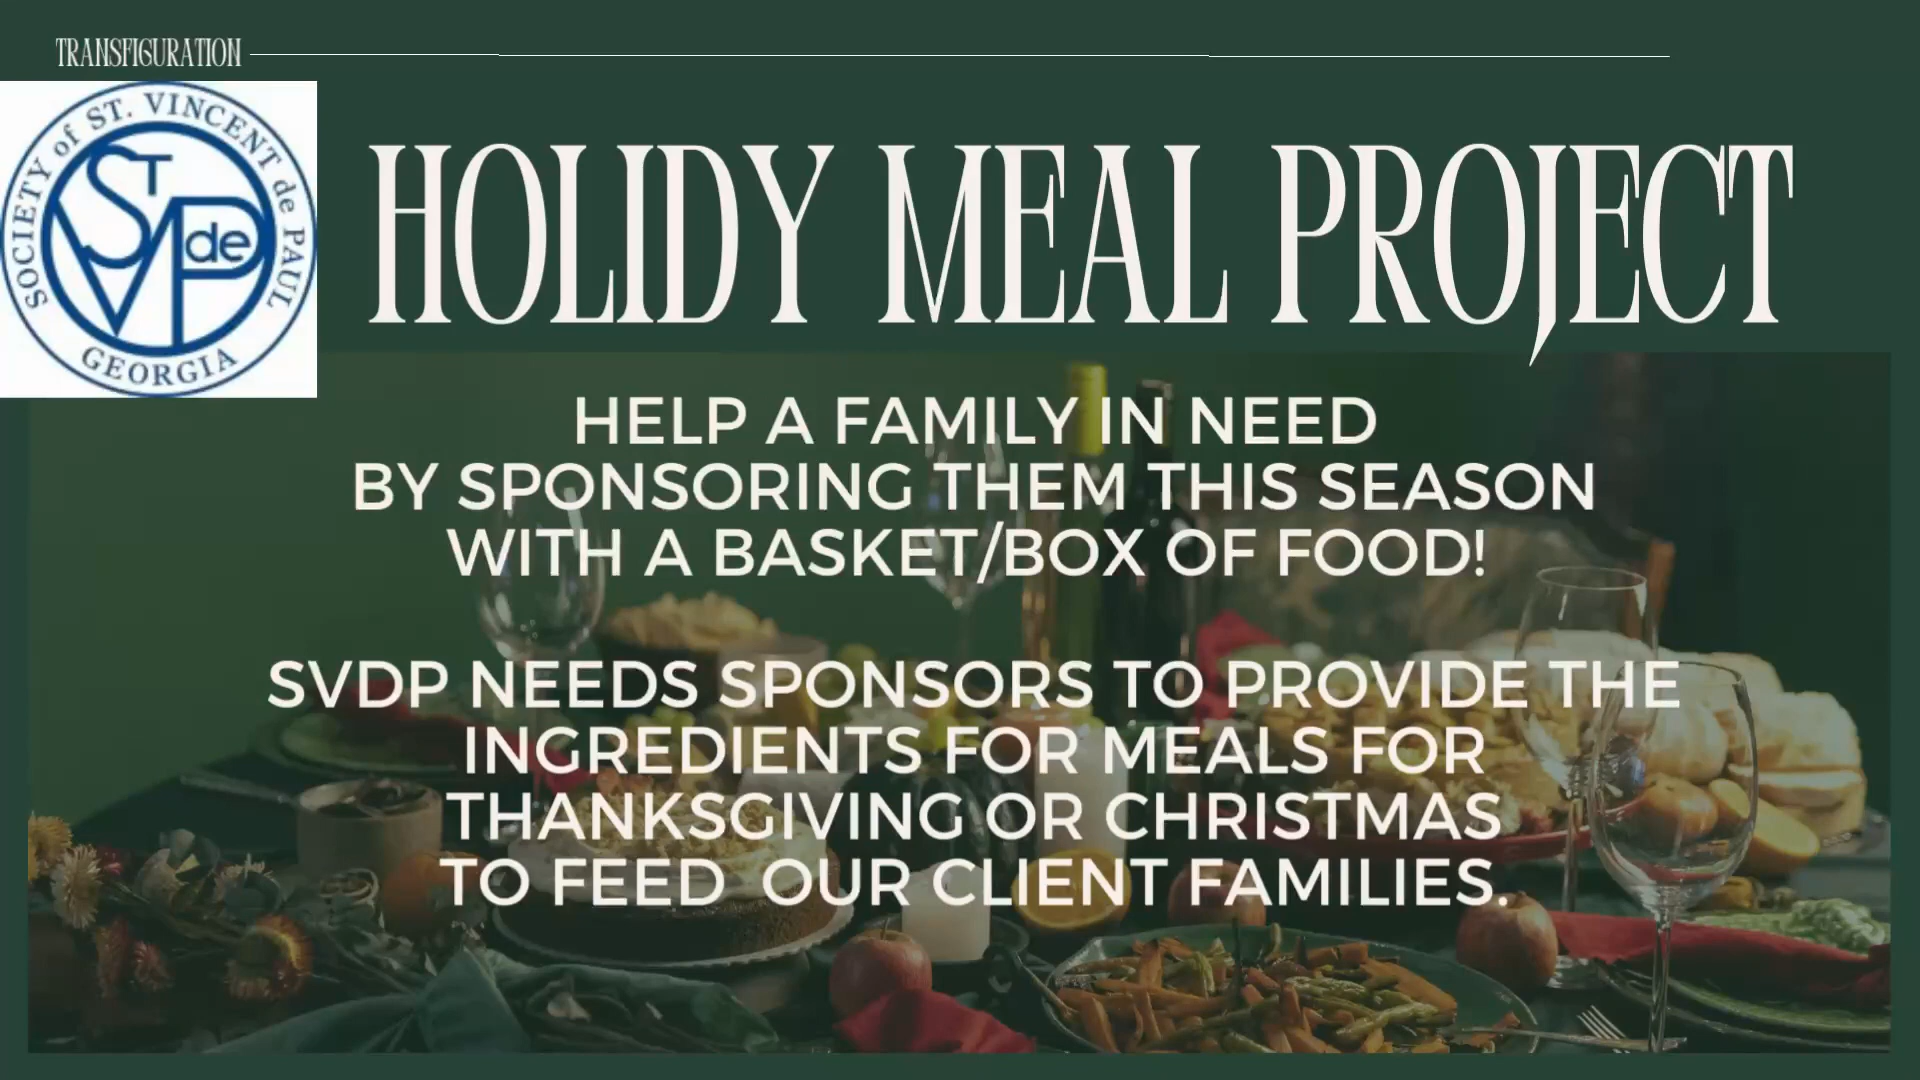 TRANSFIGURATION
SOCIETY of ST. VINCENT de PAUL
ST
V de P
GEORGIA
HOLIDY MEAL PROJECT
HELP A FAMILY IN NEED
BY SPONSORING THEM THIS SEASON
WITH A BASKET/BOX OF FOOD!
SVDP NEEDS SPONSORS TO PROVIDE THE
INGREDIENTS FOR MEALS FOR
THANKSGIVING OR CHRISTMAS
TO FEED OUR CLIENT FAMILIES.